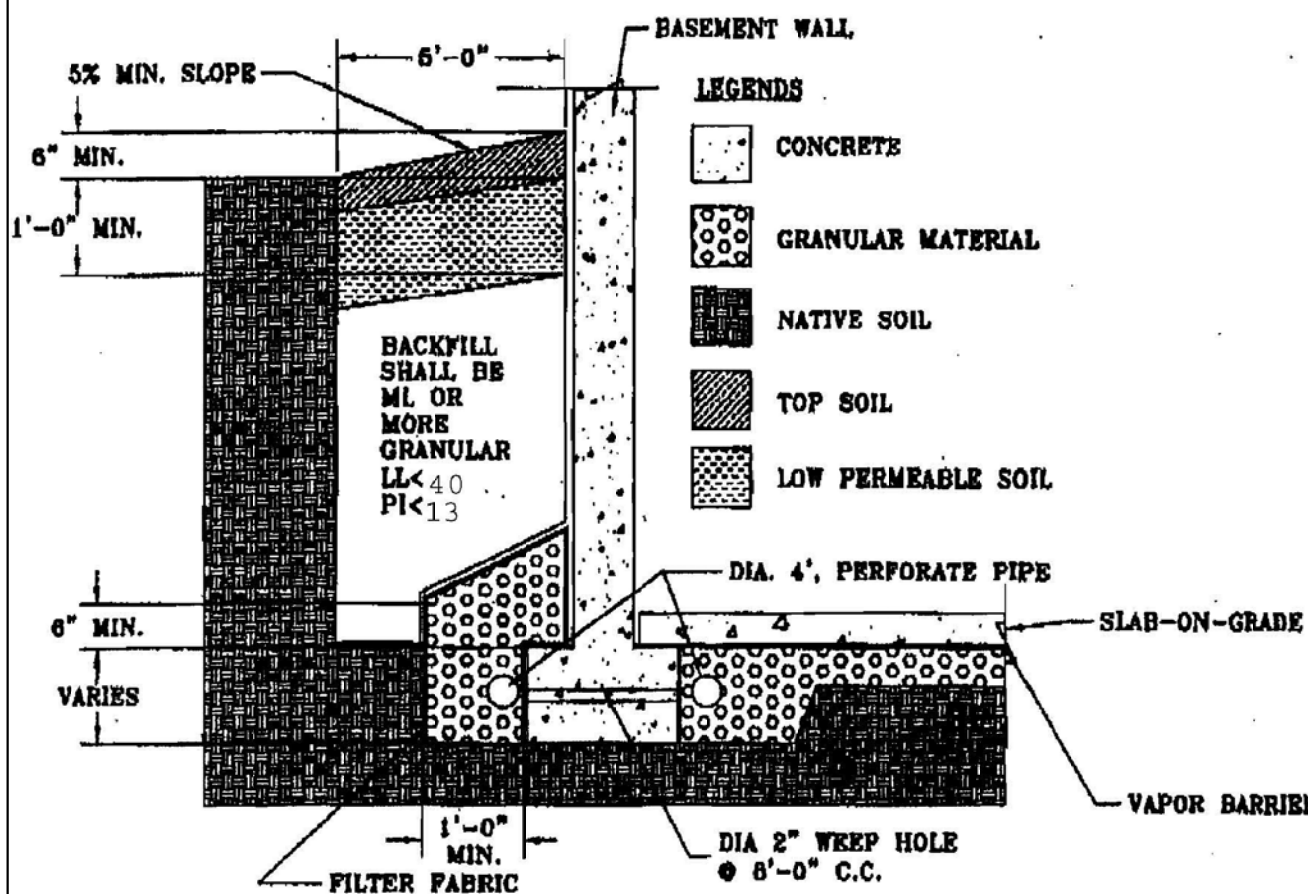 BASEMENT WALL
5% MIN. SLOPE
5'-0"
LEGENDS
6" MIN.
CONCRETE
1'-0" MIN.
GRANULAR MATERIAL
NATIVE SOIL
BACKFILL
SHALL BE
ML OR
MORE
GRANULAR
LL<40
PI<13
TOP SOIL
LOW PERMEABLE SOIL
DIA. 4', PERFORATE PIPE
6" MIN.
SLAB-ON-GRADE
VARIES
VAPOR BARRIER
1'-0"
MIN.
DIA 2" WEEP HOLE
@ 8'-0" C.C.
FILTER FABRIC